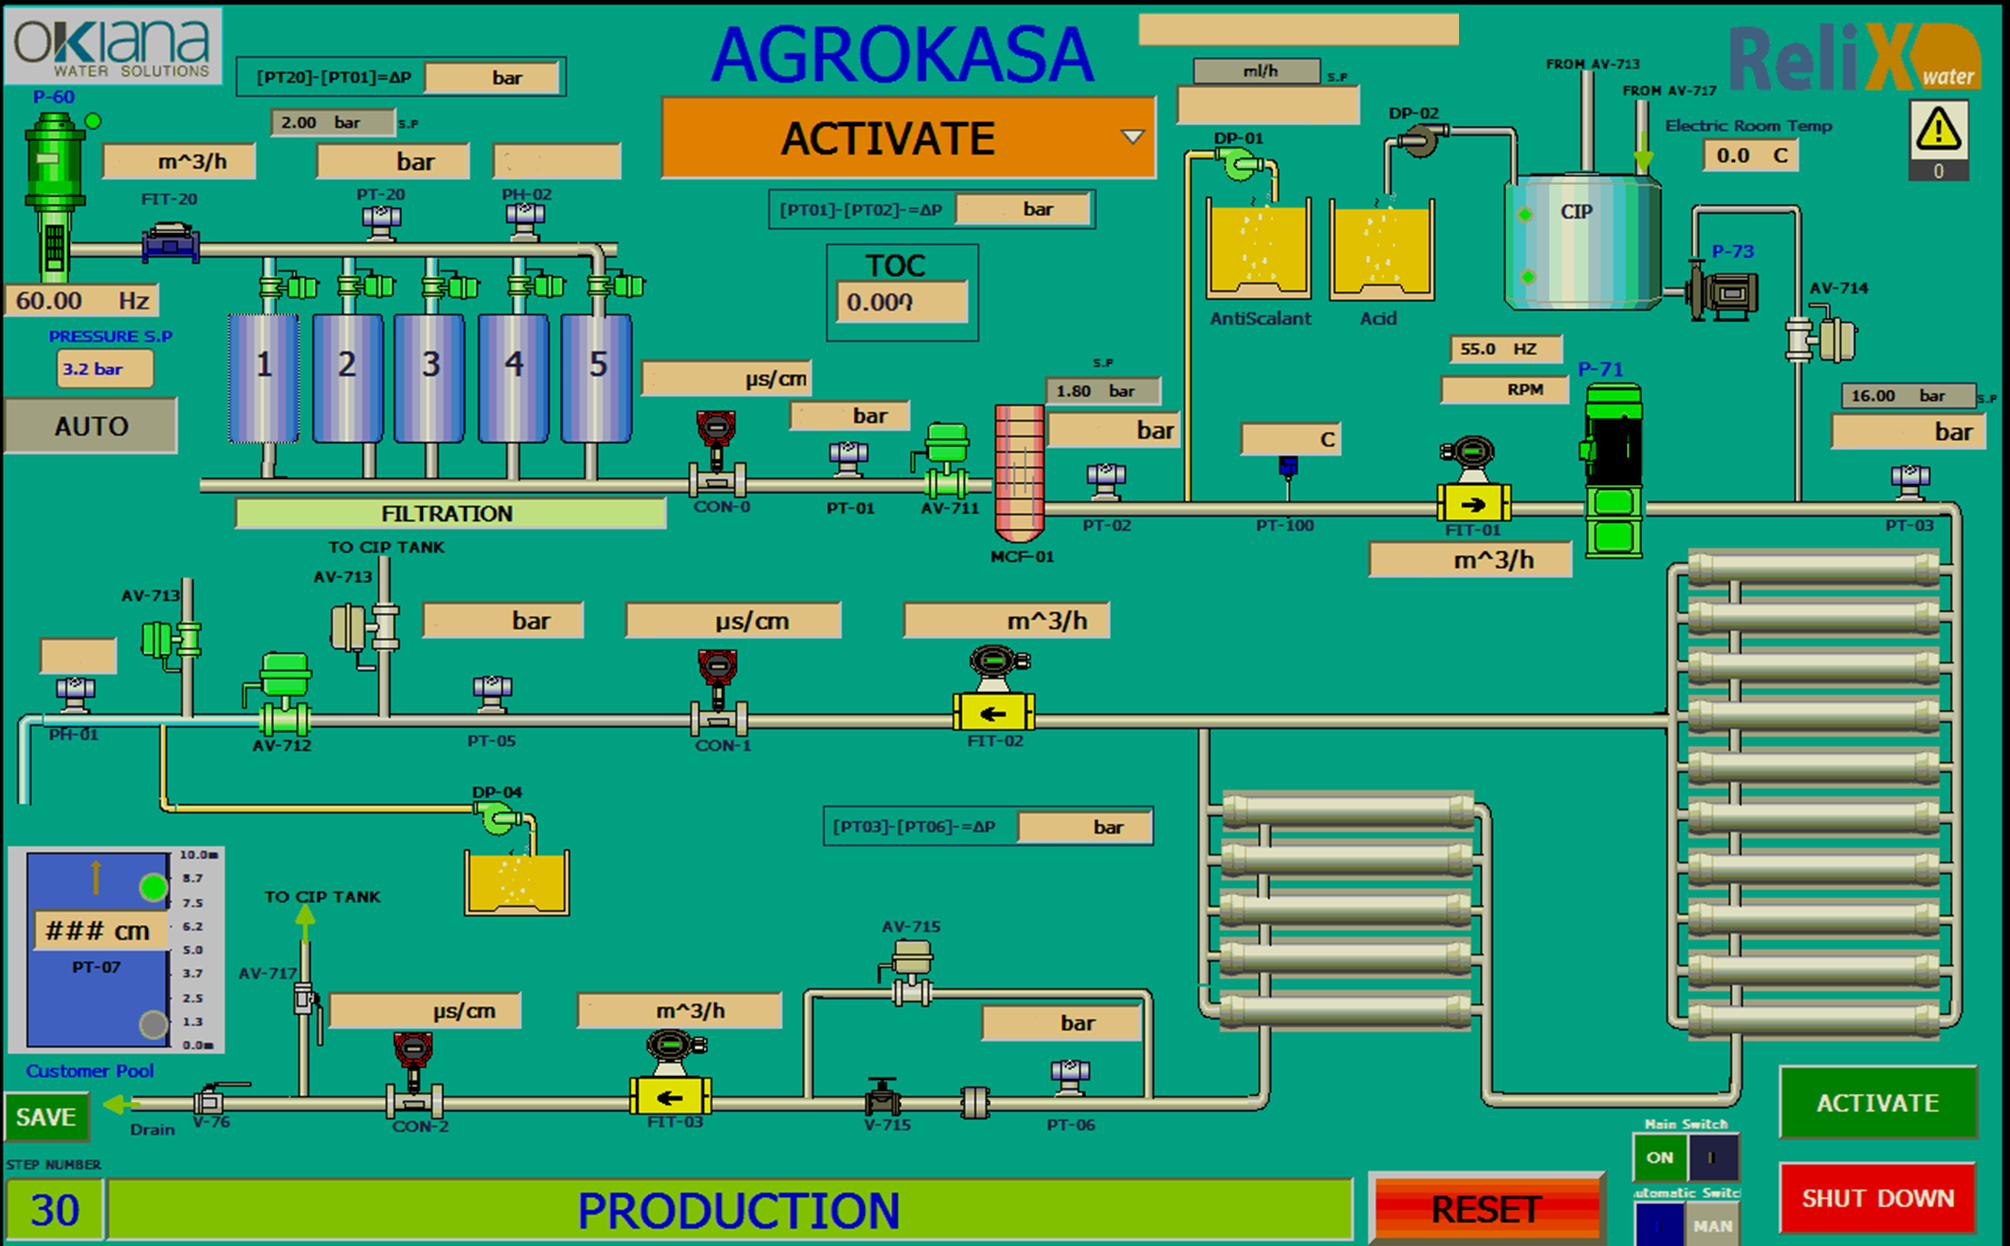 OKIANA
WATER SOLUTIONS
[PT20]-[PT01]=ΔP bar
AGROKASA
ml/h S.P
FROM AV-713
FROM AV-717
ReliX
water
P-60
2.00 bar S.P
ACTIVATE
DP-01
DP-02
Electric Room Temp
0.0 C
0
m^3/h
bar
FIT-20
PT-20
PH-02
[PT01]-[PT02]-=ΔP bar
CIP
P-73
TOC
0.000
AV-714
60.00 Hz
AntiScalant
Acid
PRESSURE S.P
3.2 bar
1
2
3
4
5
µs/cm
S.P
55.0 HZ
P-71
RPM
1.80 bar
16.00 bar S.P
AUTO
bar
bar
C
bar
FILTRATION
CON-0
PT-01
AV-711
MCF-01
PT-02
PT-100
FIT-01
PT-03
m^3/h
TO CIP TANK
AV-713
AV-713
bar
µs/cm
m^3/h
PH-01
AV-712
PT-05
CON-1
FIT-02
DP-04
[PT03]-[PT06]-=ΔP bar
10.0m
8.7
7.5
6.2
5.0
3.7
2.5
1.3
0.0m
### cm
PT-07
Customer Pool
TO CIP TANK
AV-717
AV-715
µs/cm
m^3/h
bar
SAVE
Drain
V-76
CON-2
FIT-03
V-715
PT-06
ACTIVATE
Main Switch
ON I
STEP NUMBER
30
PRODUCTION
RESET
utomatic Switc
I MAN
SHUT DOWN